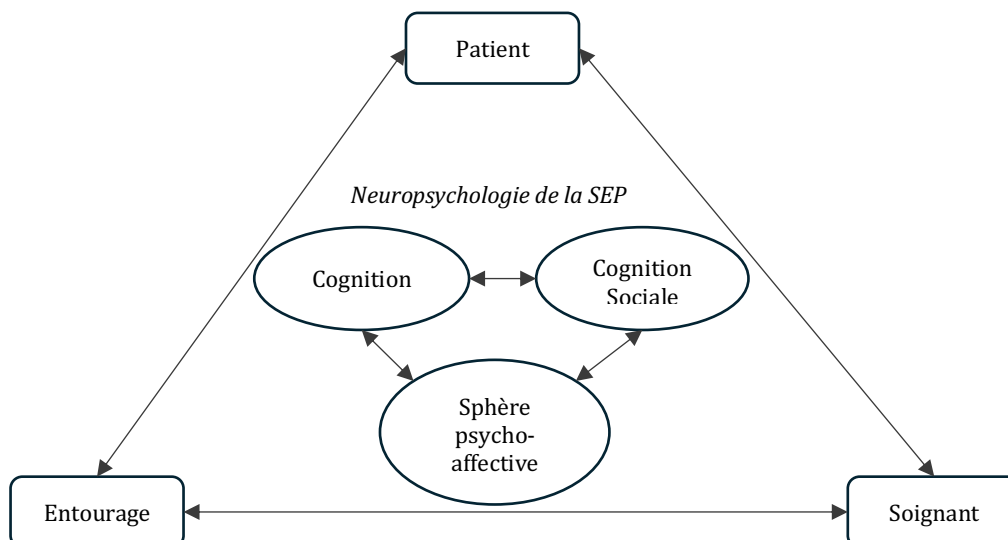 Patient
Neuropsychologie de la SEP
Cognition
Cognition
Sociale
Sphère
psycho-
affective
Entourage
Soignant